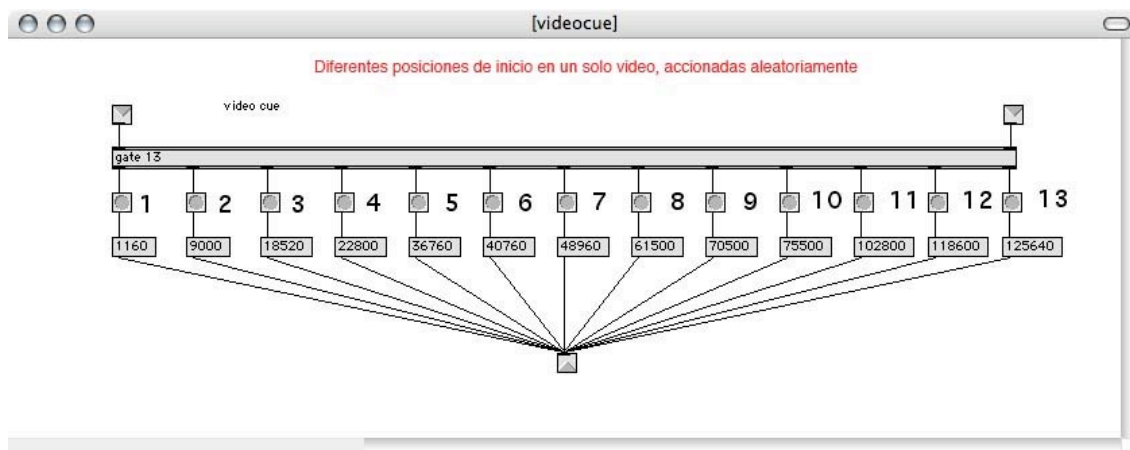 [videocue]
Diferentes posiciones de inicio en un solo video, accionadas aleatoriamente
video cue
gate 13
1 2 3 4 5 6 7 8 9 10 11 12 13
1160 9000 18520 22800 36760 40760 48960 61500 70500 75500 102800 118600 125640